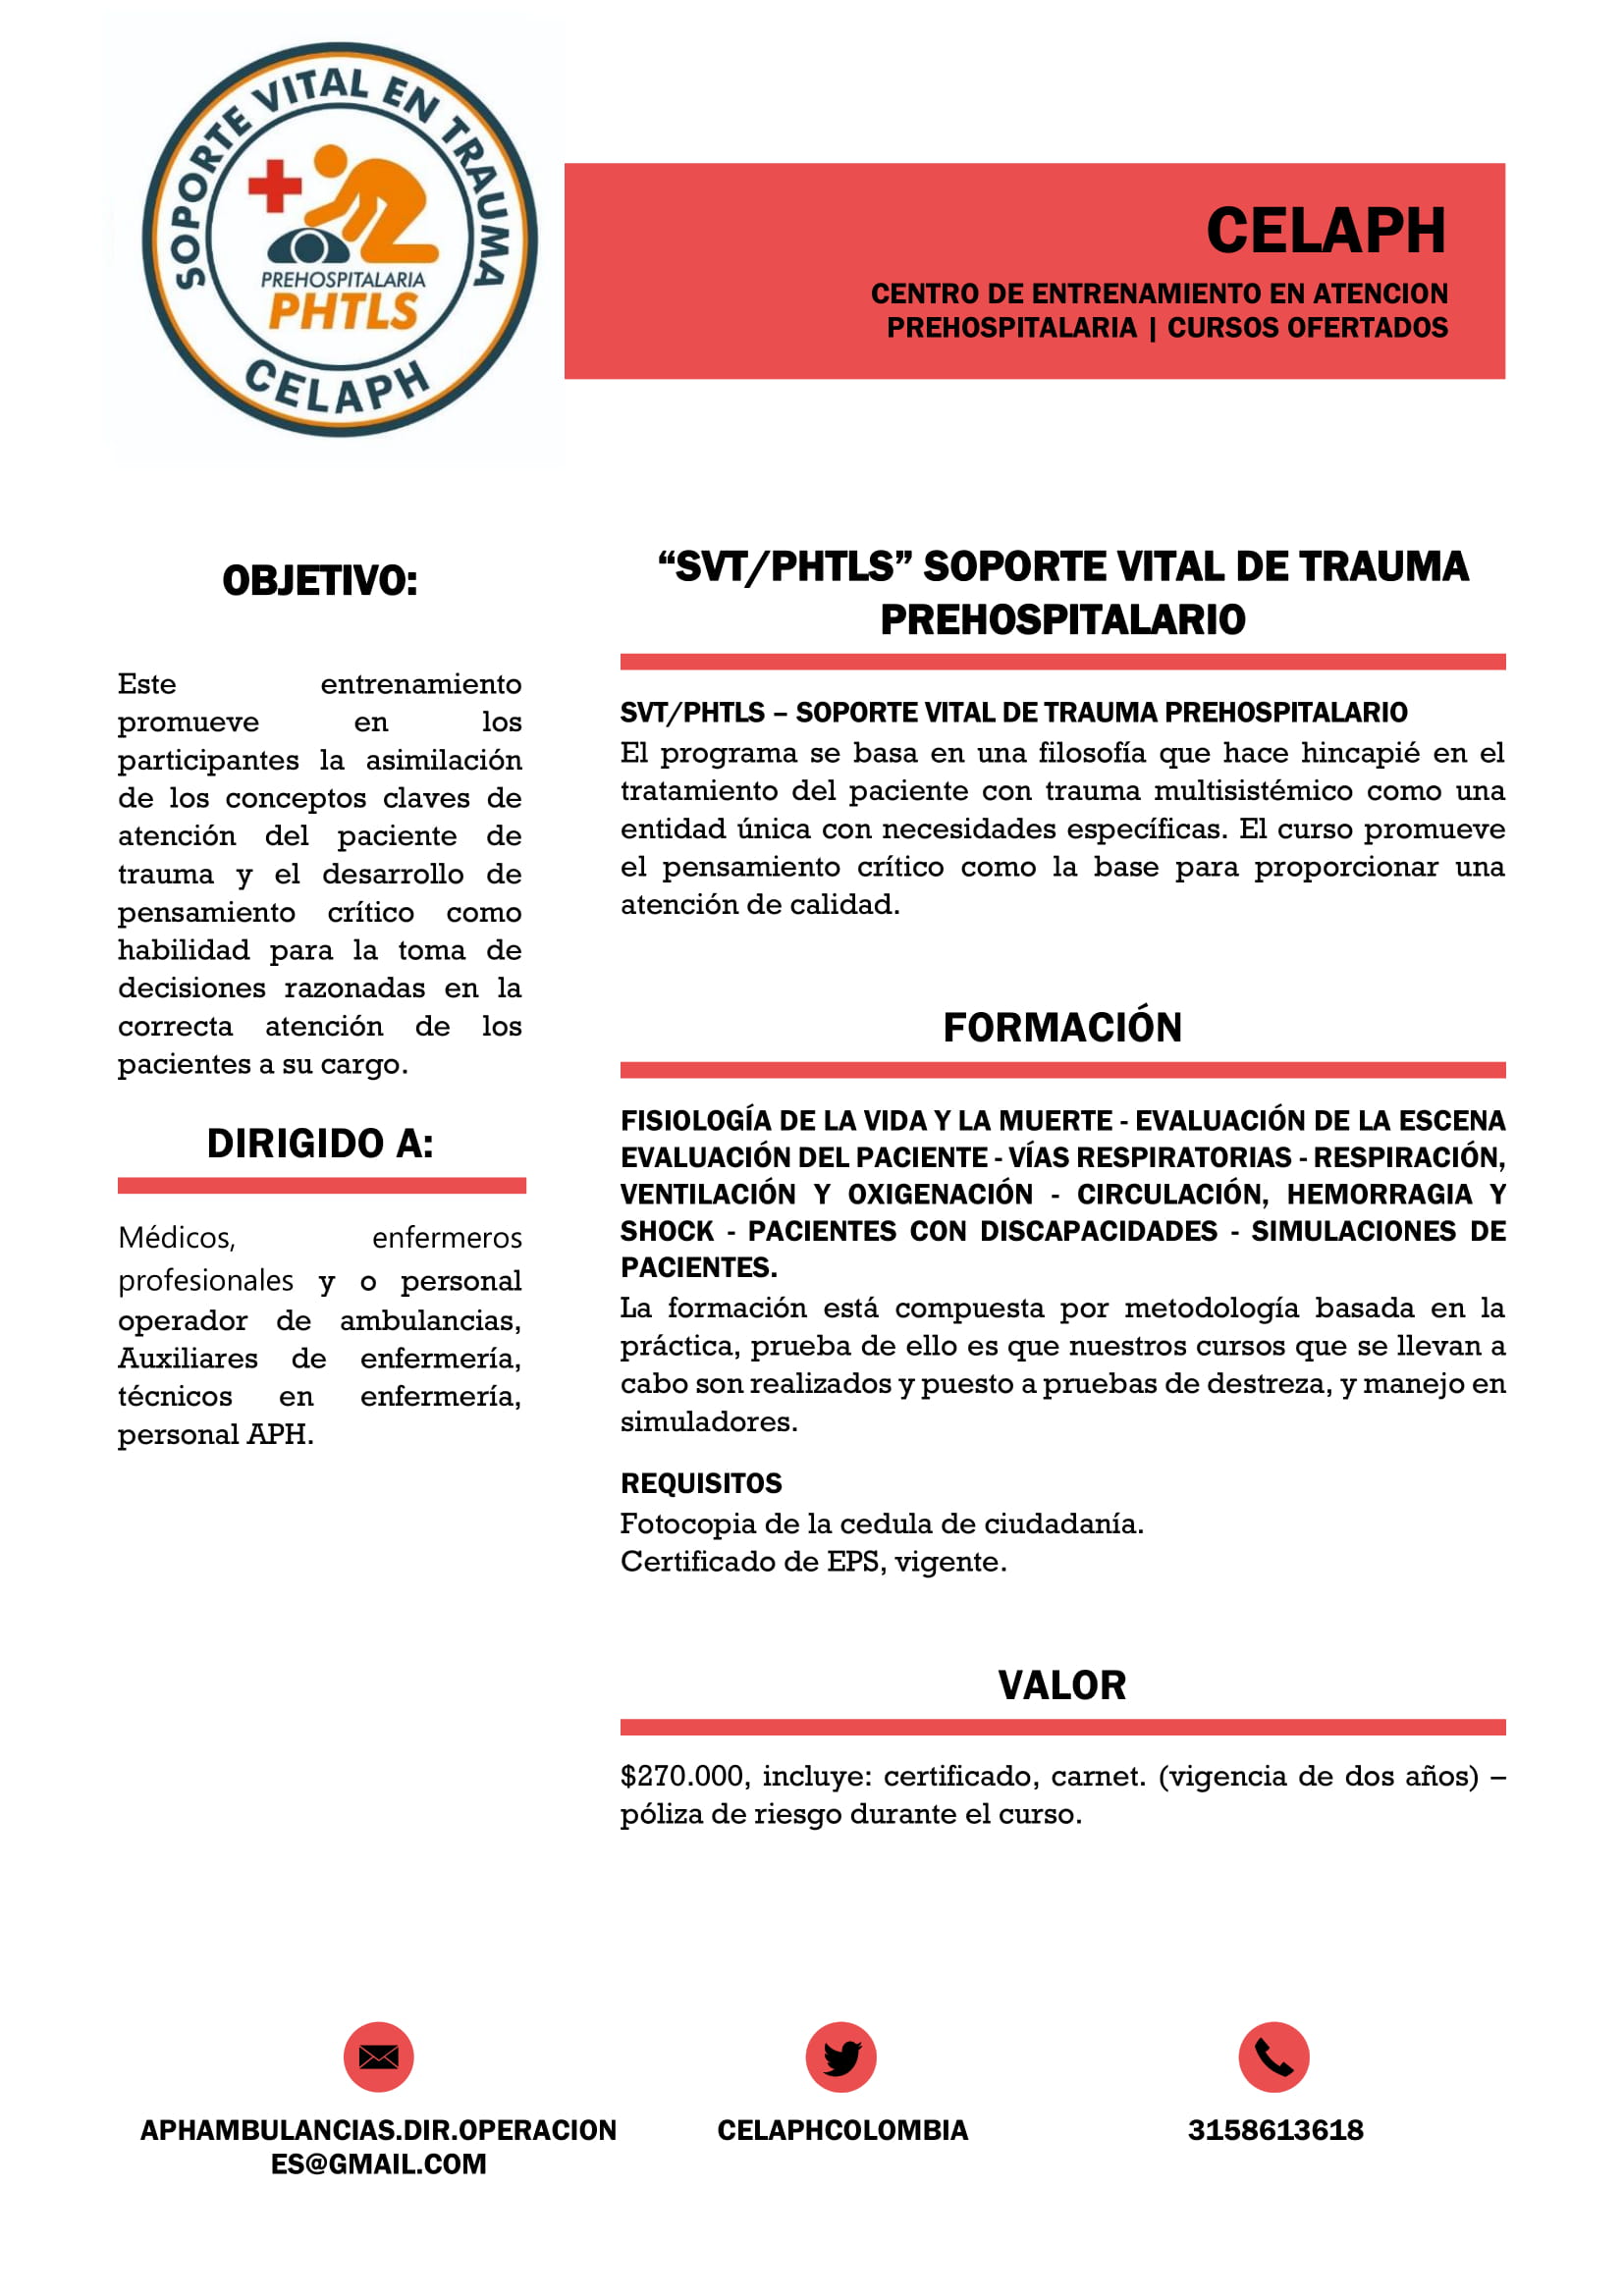 SOPORTE VITAL EN TRAUMA
PREHOSPITALARIA
PHTLS
CELAPH
CELAPH
CENTRO DE ENTRENAMIENTO EN ATENCION
PREHOSPITALARIA | CURSOS OFERTADOS
OBJETIVO:
Este entrenamiento
promueve en los
participantes la asimilación
de los conceptos claves de
atención del paciente de
trauma y el desarrollo de
pensamiento crítico como
habilidad para la toma de
decisiones razonadas en la
correcta atención de los
pacientes a su cargo.
DIRIGIDO A:
Médicos, enfermeros
profesionales y o personal
operador de ambulancias,
Auxiliares de enfermería,
técnicos en enfermería,
personal APH.
“SVT/PHTLS” SOPORTE VITAL DE TRAUMA
PREHOSPITALARIO
SVT/PHTLS – SOPORTE VITAL DE TRAUMA PREHOSPITALARIO
El programa se basa en una filosofía que hace hincapié en el
tratamiento del paciente con trauma multisistémico como una
entidad única con necesidades específicas. El curso promueve
el pensamiento crítico como la base para proporcionar una
atención de calidad.
FORMACIÓN
FISIOLOGÍA DE LA VIDA Y LA MUERTE - EVALUACIÓN DE LA ESCENA
EVALUACIÓN DEL PACIENTE - VÍAS RESPIRATORIAS - RESPIRACIÓN,
VENTILACIÓN Y OXIGENACIÓN - CIRCULACIÓN, HEMORRAGIA Y
SHOCK - PACIENTES CON DISCAPACIDADES - SIMULACIONES DE
PACIENTES.
La formación está compuesta por metodología basada en la
práctica, prueba de ello es que nuestros cursos que se llevan a
cabo son realizados y puesto a pruebas de destreza, y manejo en
simuladores.
REQUISITOS
Fotocopia de la cedula de ciudadanía.
Certificado de EPS, vigente.
VALOR
$270.000, incluye: certificado, carnet. (vigencia de dos años) –
póliza de riesgo durante el curso.
APHAMBULANCIAS.DIR.OPERACION
ES@GMAIL.COM
CELAPHCOLOMBIA
3158613618